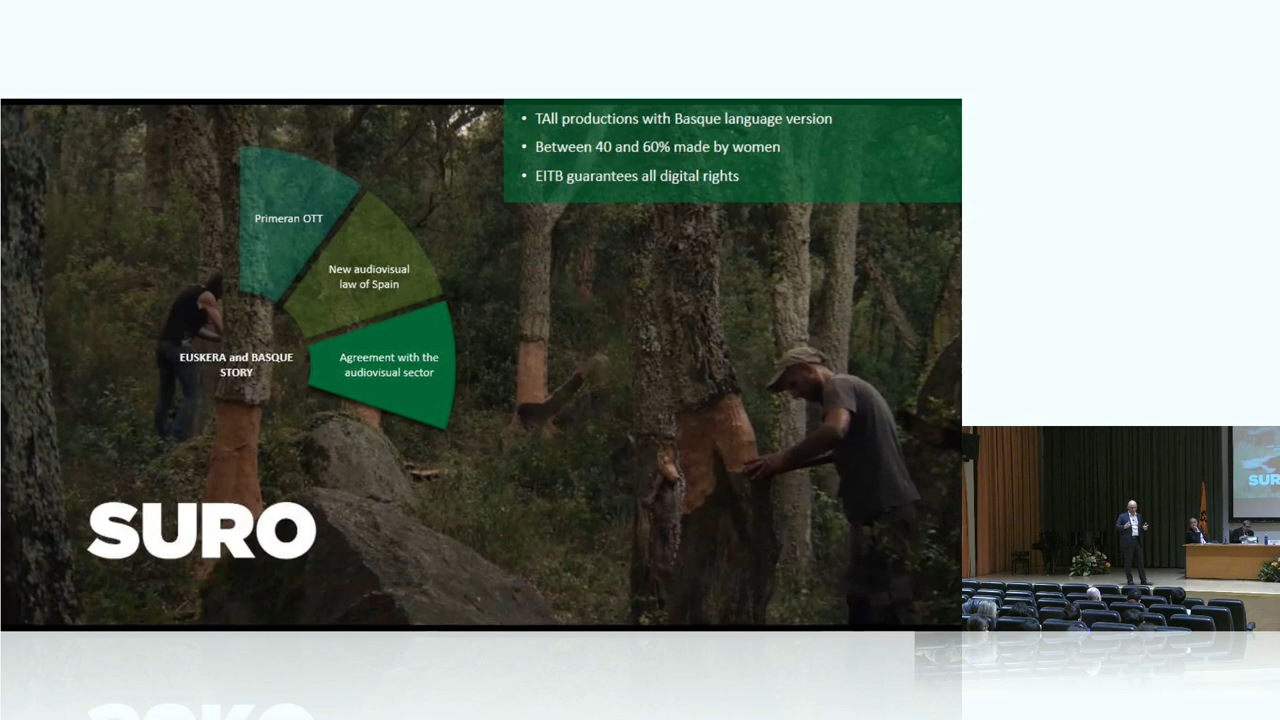 • TAll productions with Basque language version
• Between 40 and 60% made by women
• EITB guarantees all digital rights
Primeran OTT
New audiovisual
law of Spain
EUSKERA and BASQUE
STORY
Agreement with the
audiovisual sector
SURO
SUR